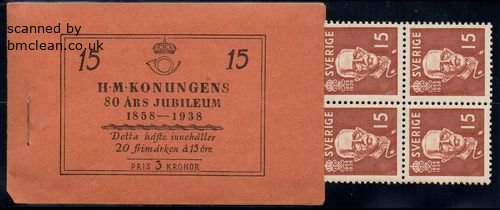 scanned by
bmclean.co.uk
15 15
H·M·KONUNGENS
80 ÅRS JUBILEUM
1858—1938
Detta häfte innehåller
20 frimärken à 15 öre
PRIS 3 KRONOR
SVERIGE 15
SVERIGE 15
SVERIGE 15
SVERIGE 15